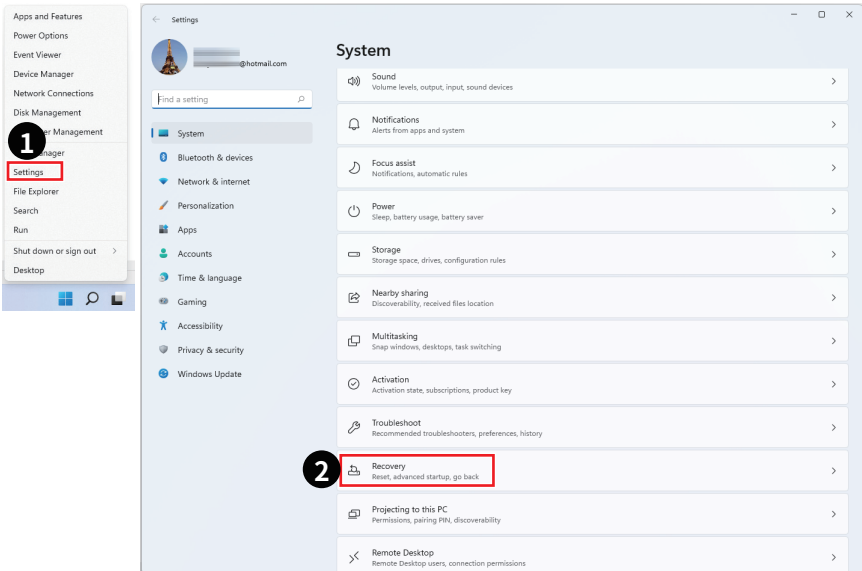 Apps and Features
Power Options
Event Viewer
Device Manager
Network Connections
Disk Management
er Management
1
nager
Settings
File Explorer
Search
Run
Shut down or sign out
Desktop
Settings
@hotmail.com
Find a setting
System
Bluetooth & devices
Network & internet
Personalization
Apps
Accounts
Time & language
Gaming
Accessibility
Privacy & security
Windows Update
System
Sound
Volume levels, output, input, sound devices
Notifications
Alerts from apps and system
Focus assist
Notifications, automatic rules
Power
Sleep, battery usage, battery saver
Storage
Storage space, drives, configuration rules
Nearby sharing
Discoverability, received files location
Multitasking
Snap windows, desktops, task switching
Activation
Activation state, subscriptions, product key
Troubleshoot
Recommended troubleshooters, preferences, history
2
Recovery
Reset, advanced startup, go back
Projecting to this PC
Permissions, pairing PIN, discoverability
Remote Desktop
Remote Desktop users, connection permissions